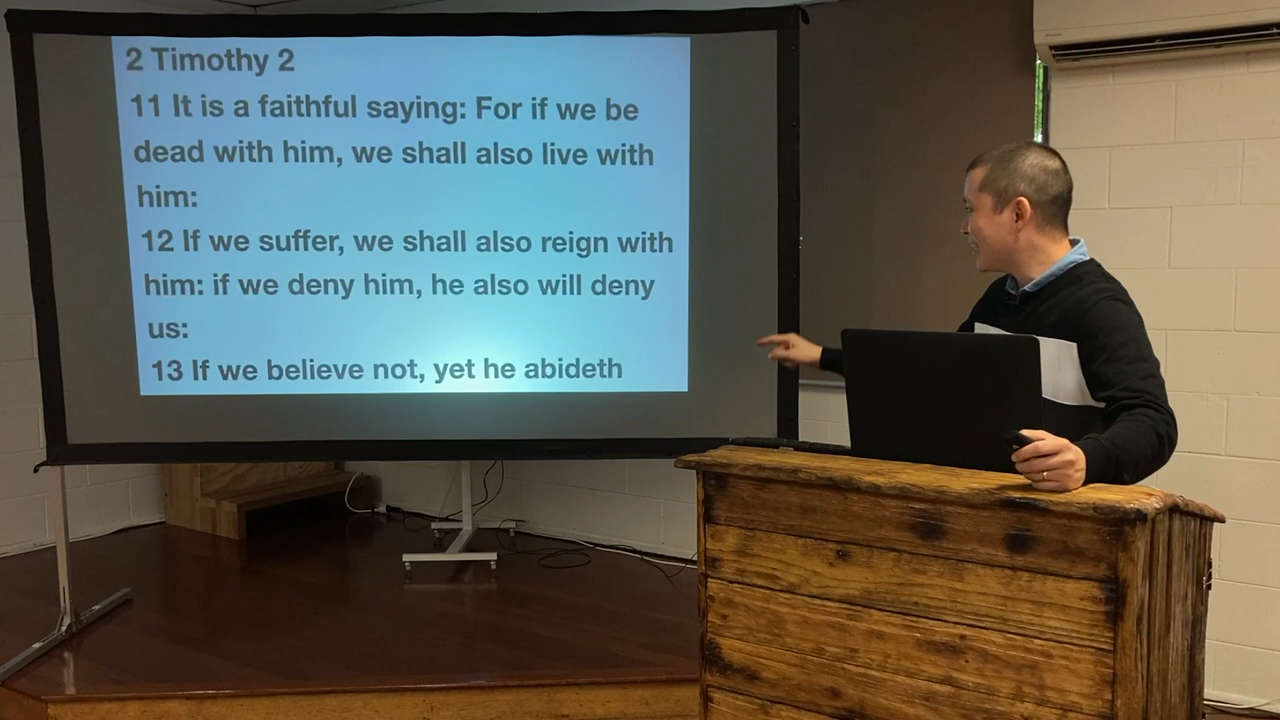 2 Timothy 2
11 It is a faithful saying: For if we be
dead with him, we shall also live with
him:
12 If we suffer, we shall also reign with
him: if we deny him, he also will deny
us:
13 If we believe not, yet he abideth